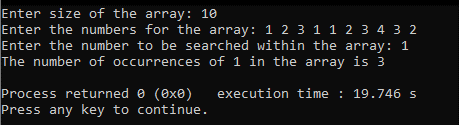 Enter size of the array: 10
Enter the numbers for the array: 1 2 3 1 1 2 3 4 3 2
Enter the number to be searched within the array: 1
The number of occurrences of 1 in the array is 3
Process returned 0 (0x0)   execution time : 19.746 s
Press any key to continue.